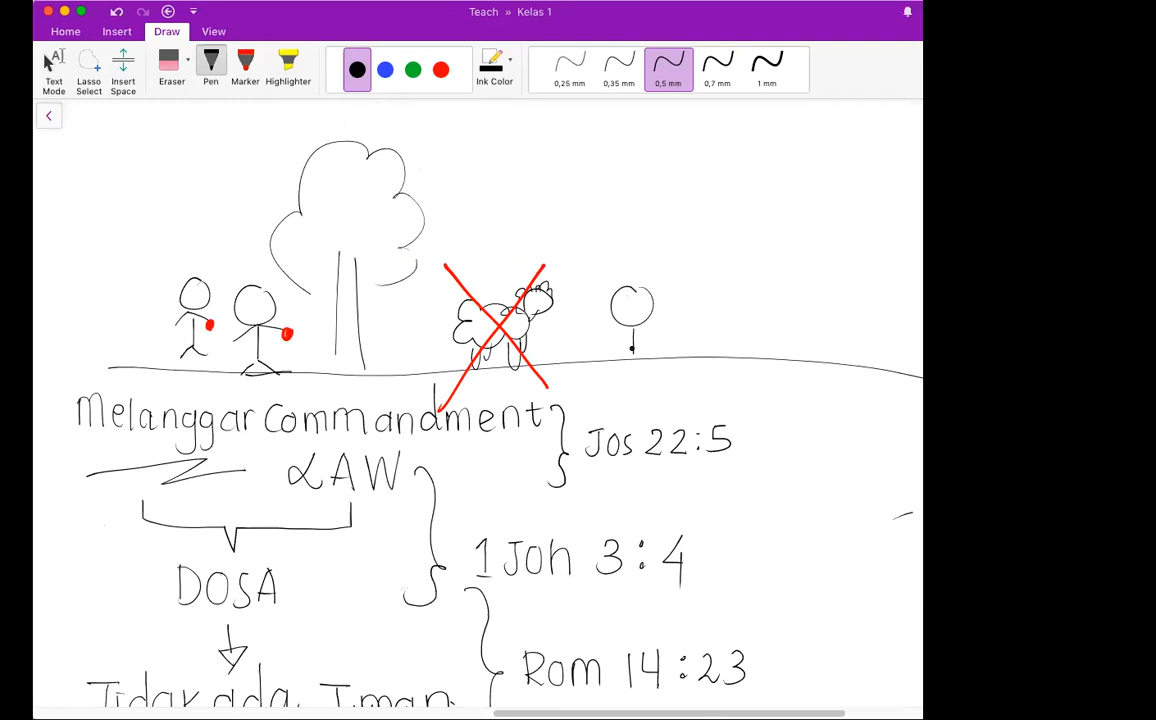 Teach » Kelas 1
Home Insert Draw View
Text Mode Lasso Select Insert Space Eraser Pen Marker Highlighter Ink Color 0,25 mm 0,35 mm 0,5 mm 0,7 mm 1 mm
Melanggar Commandment
Jos 22:5
LAW
1 Joh 3:4
DOSA
Rom 14:23
Tidak ada Iman